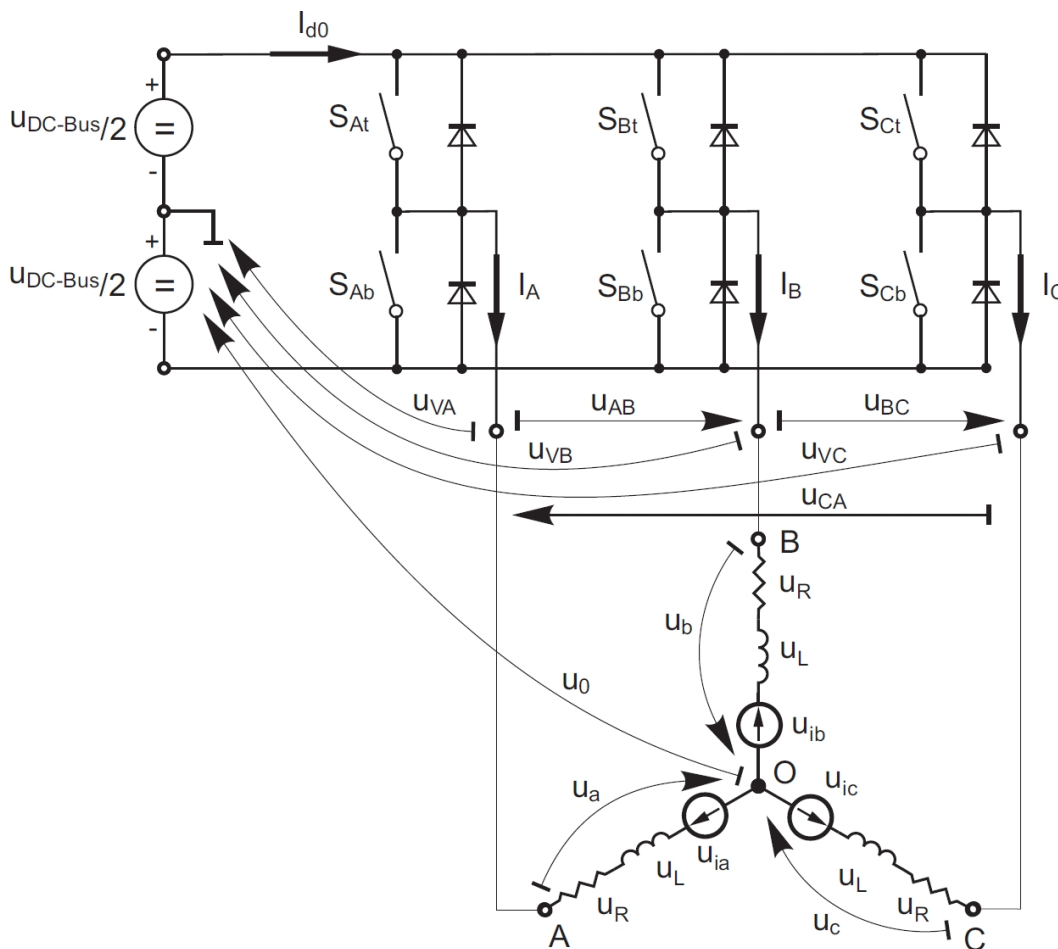 I_d0
+
u_DC-Bus/2
=
-
S_At
S_Bt
S_Ct
+
u_DC-Bus/2
=
-
S_Ab
I_A
S_Bb
I_B
S_Cb
I_C
u_VA
u_AB
u_BC
u_VB
u_VC
u_CA
B
u_R
u_b
u_L
u_0
u_ib
O
u_a
u_ic
u_ia
u_L
u_L
u_R
u_c
u_R
A
C